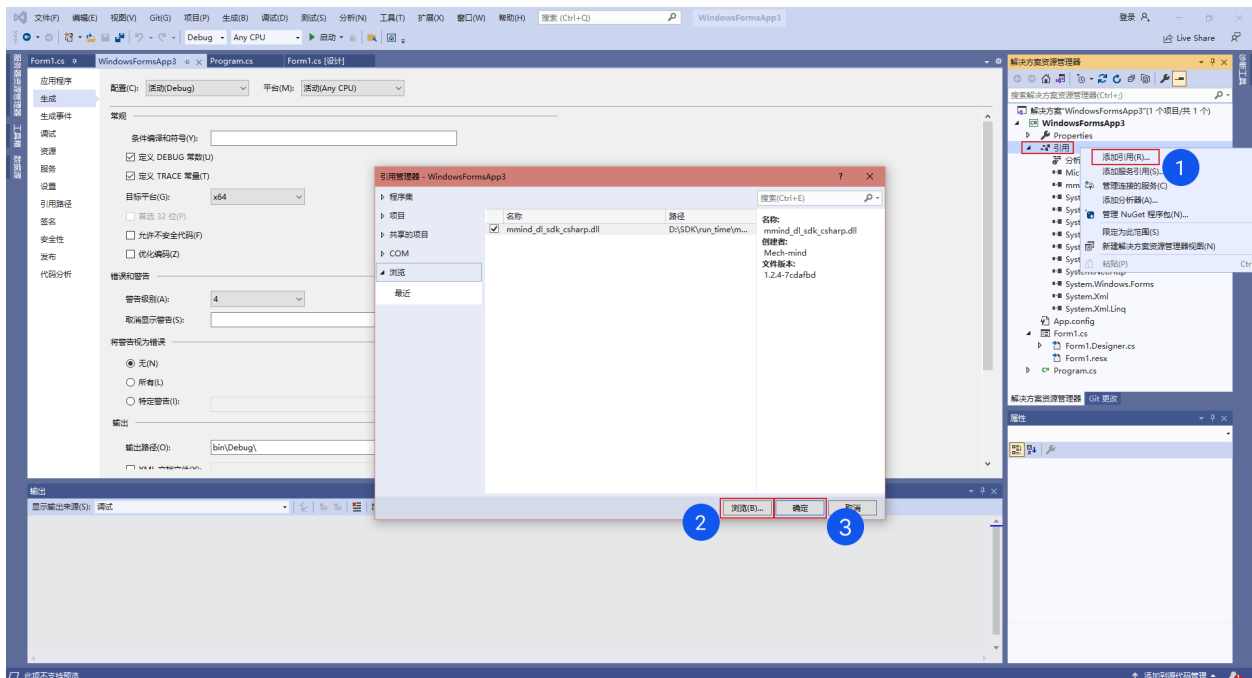 文件(F) 编辑(E) 视图(V) Git(G) 项目(P) 生成(B) 调试(D) 测试(S) 分析(N) 工具(T) 扩展(X) 窗口(W) 帮助(H) 搜索 (Ctrl+Q) WindowsFormsApp3 登录
Debug Any CPU 启动 Live Share
Form1.cs WindowsFormsApp3 Program.cs Form1.cs [设计]
应用程序
生成
生成事件
调试
资源
服务
设置
引用路径
签名
安全性
发布
代码分析
配置(C): 活动(Debug) 平台(M): 活动(Any CPU)
常规
条件编译和符号(Y):
定义 DEBUG 常数(U)
定义 TRACE 常量(T)
目标平台(G): x64
首选 32 位(P)
允许不安全代码(F)
优化编码(Z)
错误和警告
警告级别(A): 4
取消显示警告(S):
将警告视为错误
无(N)
所有(L)
特定警告(I):
输出
输出路径(O): bin\Debug\
引用管理器 - WindowsFormsApp3 ? ×
程序集
项目
共享的项目
COM
浏览
最近
搜索(Ctrl+E)
名称 路径
mmind_dl_sdk_csharp.dll D:\SDK\run_time\m...
名称:
mmind_dl_sdk_csharp.dll
创建者:
Mech-mind
文件版本:
1.2.4-7cdafbd
浏览(B)... 确定 取消
2
3
解决方案资源管理器
搜索解决方案资源管理器(Ctrl+;)
解决方案"WindowsFormsApp3"(1 个项目/共 1 个)
WindowsFormsApp3
Properties
引用
分析
Mic
mm
Syst
Syst
Syst
Syst
Syst
System.Net.Http
System.Windows.Forms
System.Xml
System.Xml.Linq
App.config
Form1.cs
Form1.Designer.cs
Form1.resx
Program.cs
添加引用(R)...
添加服务引用(S)...
管理连接的服务(C)
添加分析器(A)...
管理 NuGet 程序包(N)...
限定为此范围(S)
新建解决方案资源管理器视图(N)
粘贴(P) Ctr
1
解决方案资源管理器 Git 更改
属性
输出
显示输出来源(S): 调试
此项不支持预览 添加到源代码管理